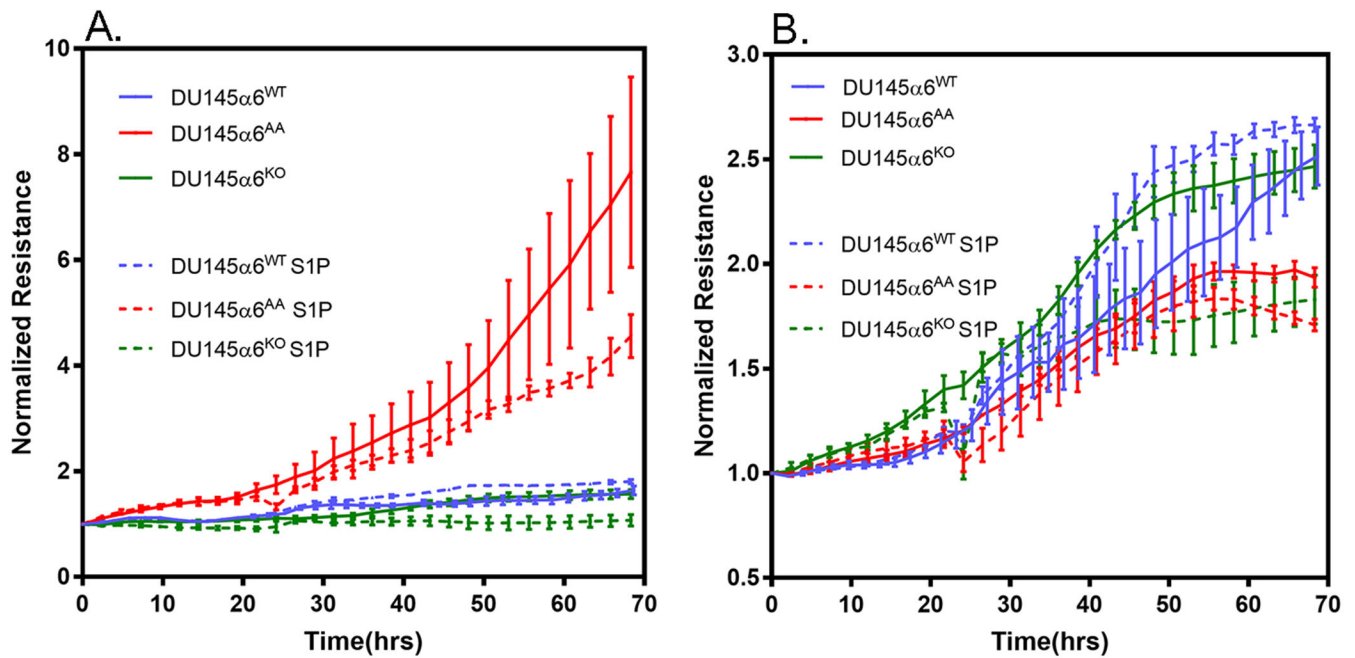 A.
10
8
6
4
2
0
Normalized Resistance
DU145α6WT
DU145α6AA
DU145α6KO
DU145α6WT S1P
DU145α6AA S1P
DU145α6KO S1P
0 10 20 30 40 50 60 70
Time(hrs)
B.
3.0
2.5
2.0
1.5
1.0
0.5
Normalized Resistance
DU145α6WT
DU145α6AA
DU145α6KO
DU145α6WT S1P
DU145α6AA S1P
DU145α6KO S1P
0 10 20 30 40 50 60 70
Time(hrs)